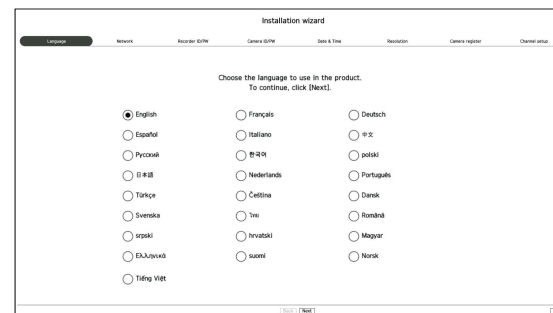 Installation wizard
Language Network Recorder ID/PW Camera ID/PW Date & Time Resolution Camera register Channel setup
Choose the language to use in the product.
To continue, click [Next].
English Français Deutsch
Español Italiano 中文
Русский 한국어 polski
日本語 Nederlands Português
Türkçe Čeština Dansk
Svenska ไทย Română
srpski hrvatski Magyar
Ελληνικά suomi Norsk
Tiếng Việt
Back Next